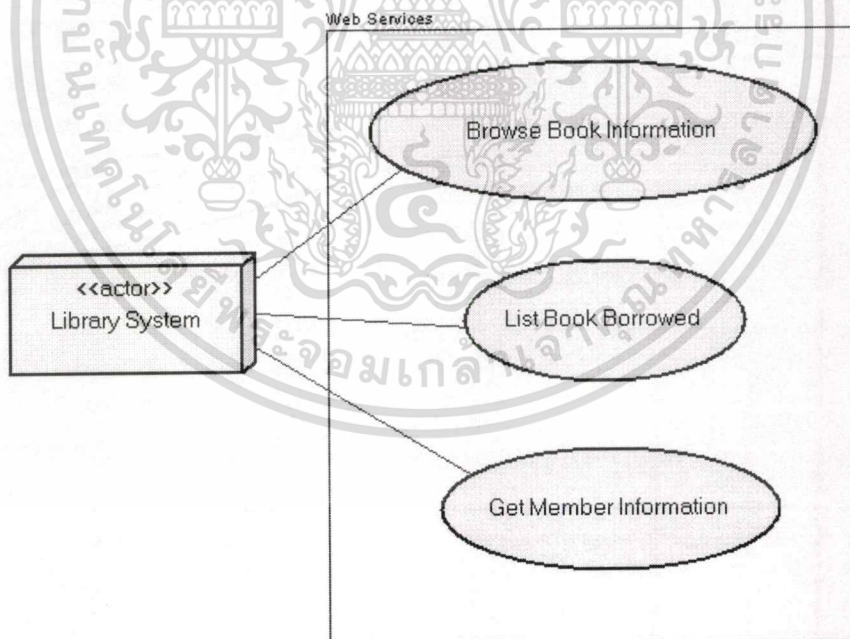 Web Services
Browse Book Information
<<actor>>
Library System
List Book Borrowed
Get Member Information